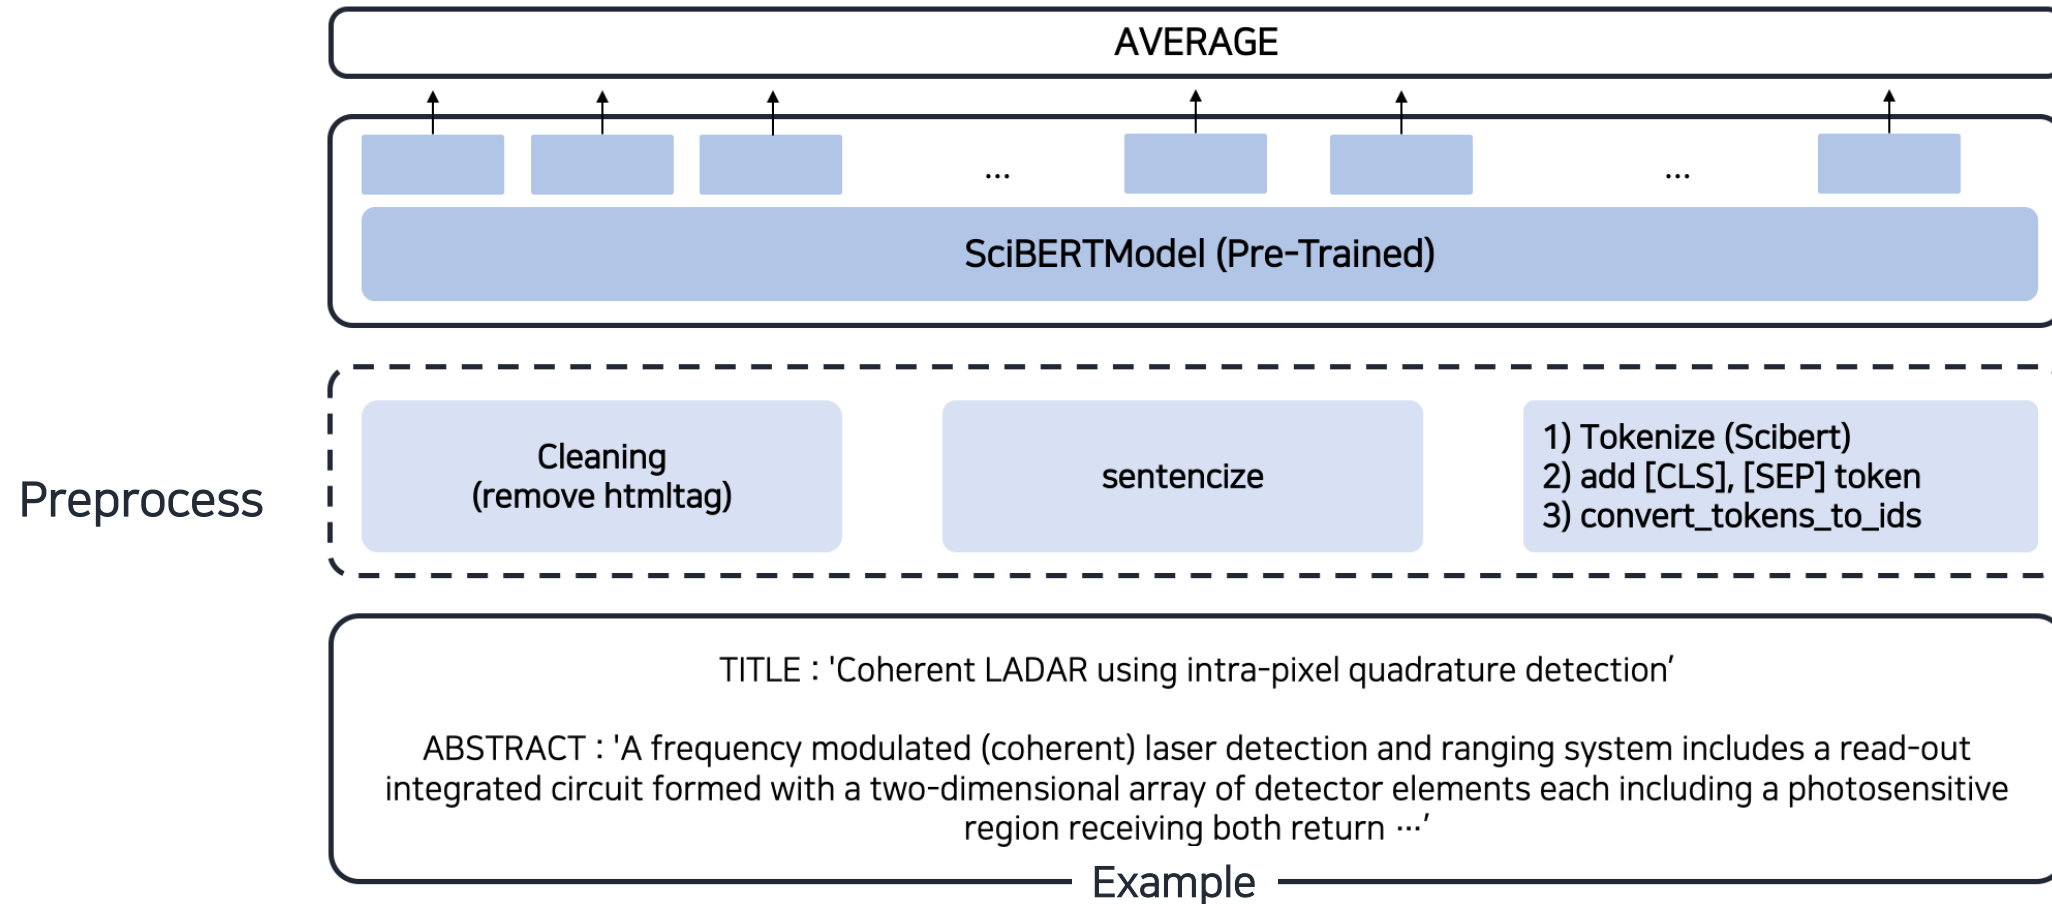 AVERAGE
...
...
SciBERTModel (Pre-Trained)
Preprocess
Cleaning
(remove htmltag)
sentencize
1) Tokenize (Scibert)
2) add [CLS], [SEP] token
3) convert_tokens_to_ids
TITLE : 'Coherent LADAR using intra-pixel quadrature detection’
ABSTRACT : 'A frequency modulated (coherent) laser detection and ranging system includes a read-out
integrated circuit formed with a two-dimensional array of detector elements each including a photosensitive
region receiving both return …’
Example